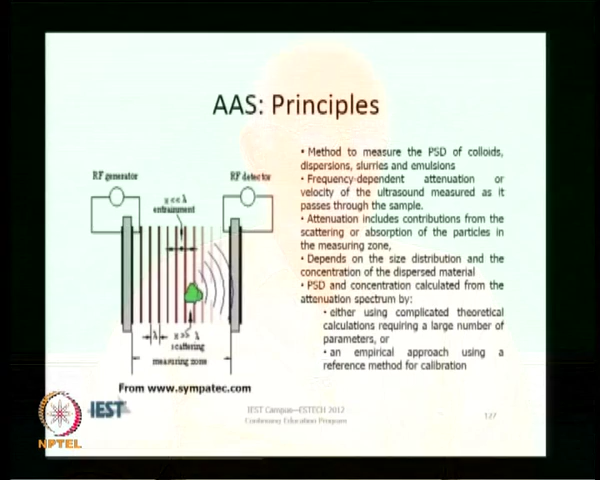 AAS: Principles
RF generator
RF detector
x << λ
entrainment
λ
x >> λ
scattering
measuring zone
From www.sympatec.com
• Method to measure the PSD of colloids,
dispersions, slurries and emulsions
• Frequency-dependent attenuation or
velocity of the ultrasound measured as it
passes through the sample.
• Attenuation includes contributions from the
scattering or absorption of the particles in
the measuring zone,
• Depends on the size distribution and the
concentration of the dispersed material
• PSD and concentration calculated from the
attenuation spectrum by:
• either using complicated theoretical
calculations requiring a large number of
parameters, or
• an empirical approach using a
reference method for calibration
IEST
NPTEL
IEST Campus—ESTECH 2012
Continuing Education Program
127